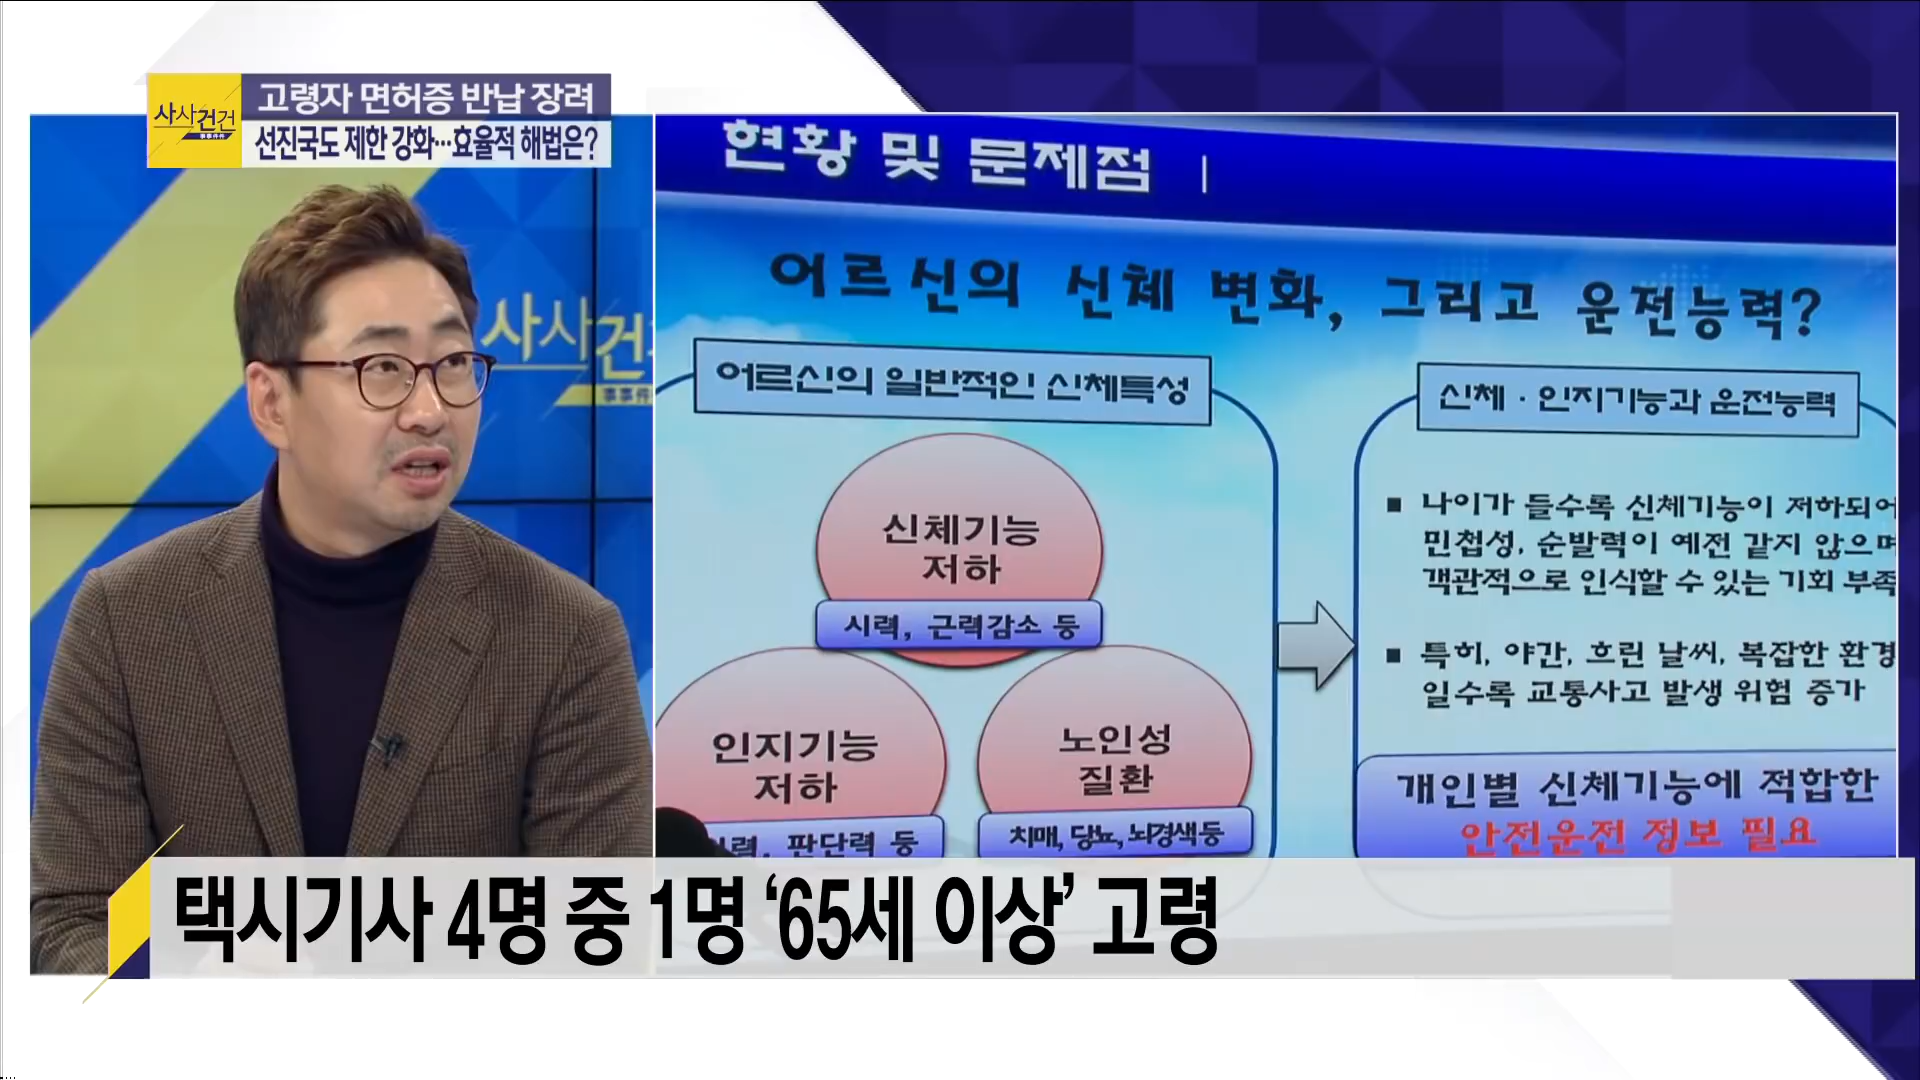 고령자 면허증 반납 장려
사사건건
事事件件
선진국도 제한 강화…효율적 해법은?
사사건건
事事件件
현황 및 문제점
어르신의 신체 변화, 그리고 운전능력?
어르신의 일반적인 신체특성
신체기능
저하
시력, 근력감소 등
인지기능
저하
판단력 등
노인성
질환
치매, 당뇨, 뇌경색등
신체 · 인지기능과 운전능력
■ 나이가 들수록 신체기능이 저하되어
민첩성, 순발력이 예전 같지 않으며
객관적으로 인식할 수 있는 기회 부족
■ 특히, 야간, 흐린 날씨, 복잡한 환경
일수록 교통사고 발생 위험 증가
개인별 신체기능에 적합한
안전운전 정보 필요
택시기사 4명 중 1명 ‘65세 이상’ 고령